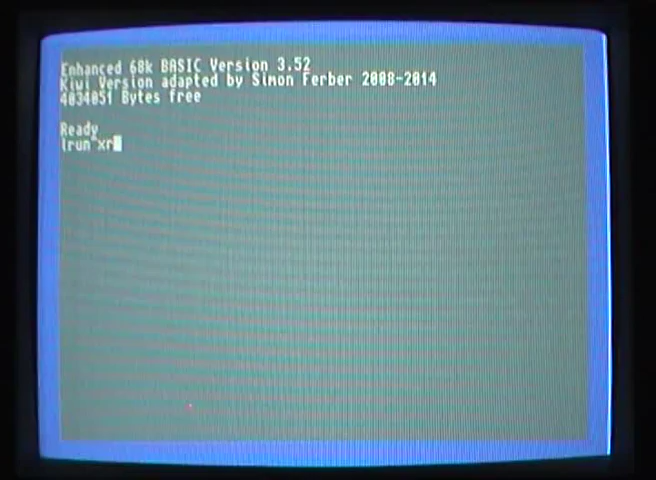 Enhanced 68k BASIC Version 3.52
Kiwi Version adapted by Simon Ferber 2008-2014
4034051 Bytes free
Ready
lrun"xr